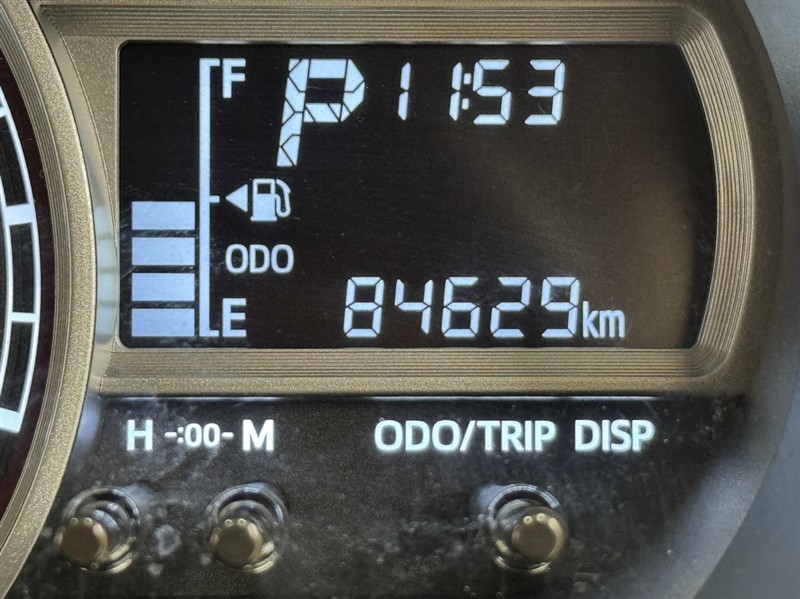 F P 11:53
ODO
E 84629km
H -:00- M ODO/TRIP DISP